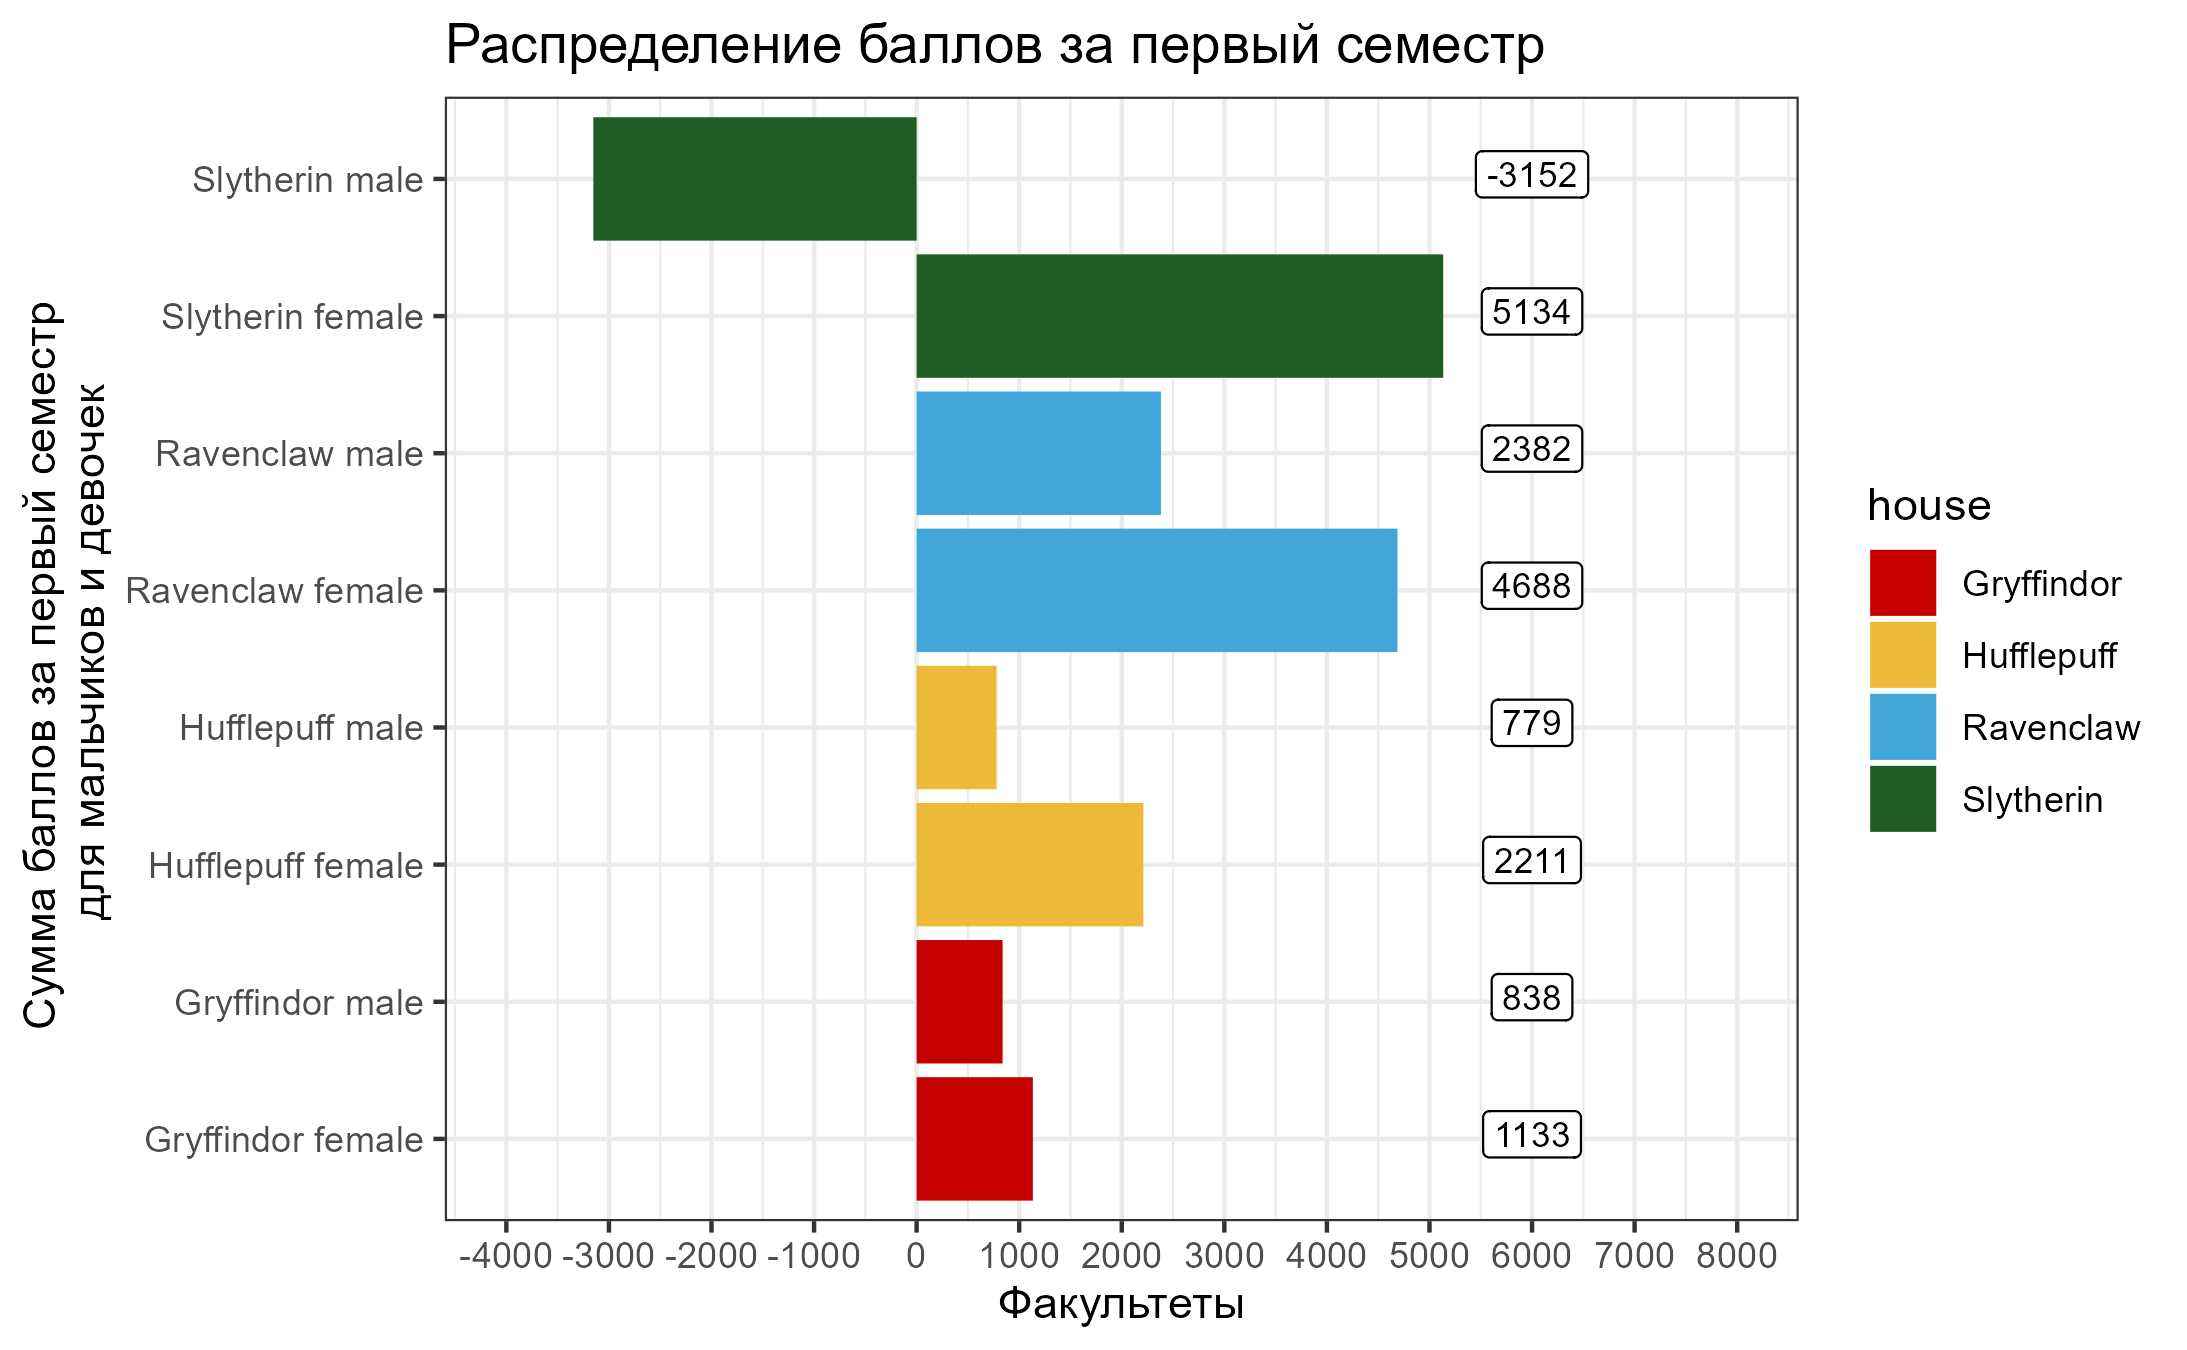 Распределение баллов за первый семестр
Сумма баллов за первый семестр
для мальчиков и девочек
Slytherin male
-3152
Slytherin female
5134
Ravenclaw male
2382
Ravenclaw female
4688
Hufflepuff male
779
Hufflepuff female
2211
Gryffindor male
838
Gryffindor female
1133
-4000 -3000 -2000 -1000 0 1000 2000 3000 4000 5000 6000 7000 8000
Факультеты
house
Gryffindor
Hufflepuff
Ravenclaw
Slytherin